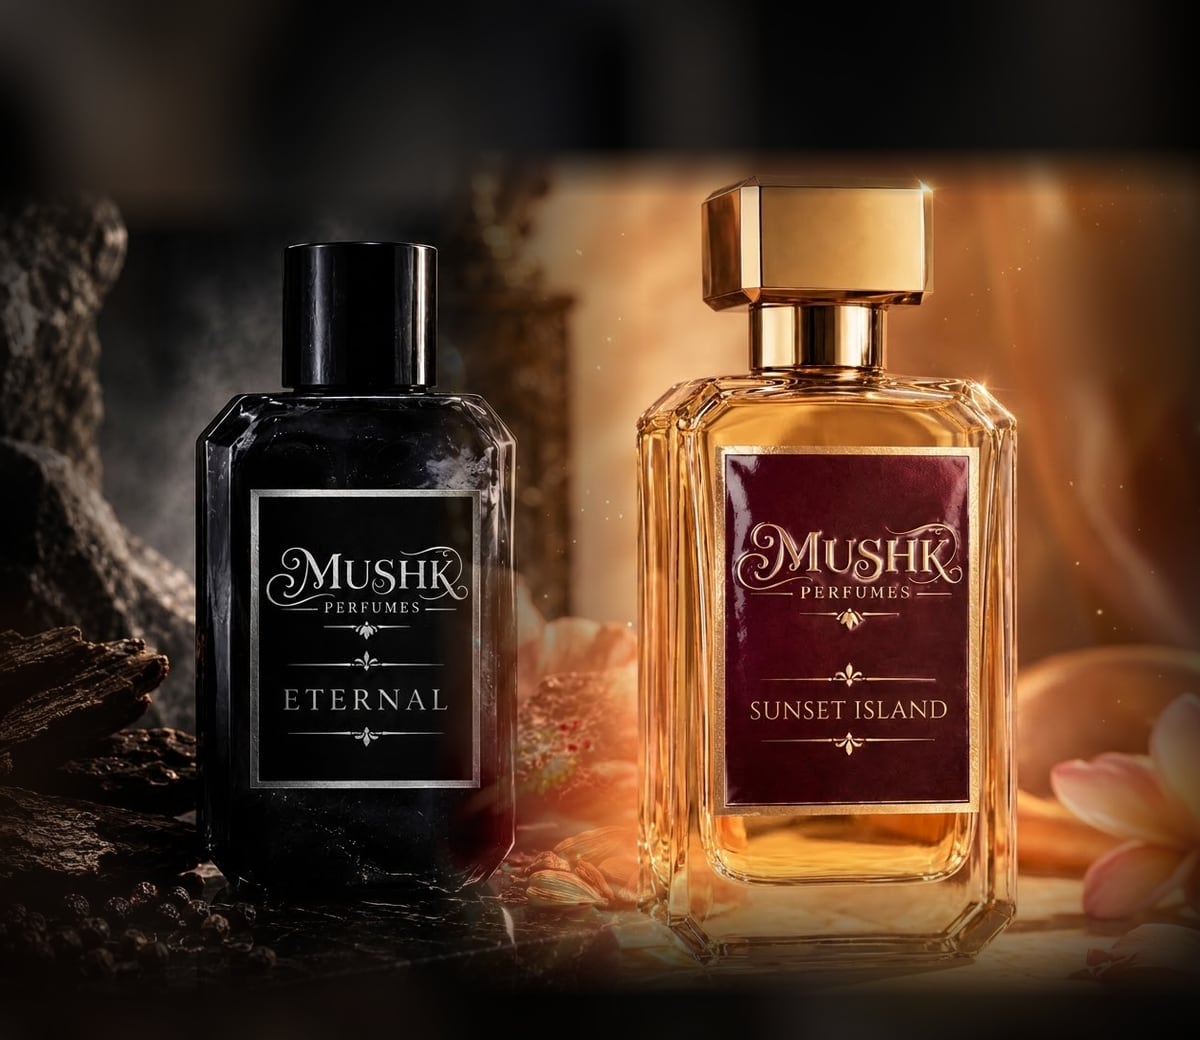 MUSHK
PERFUMES
ETERNAL
MUSHK
PERFUMES
SUNSET ISLAND